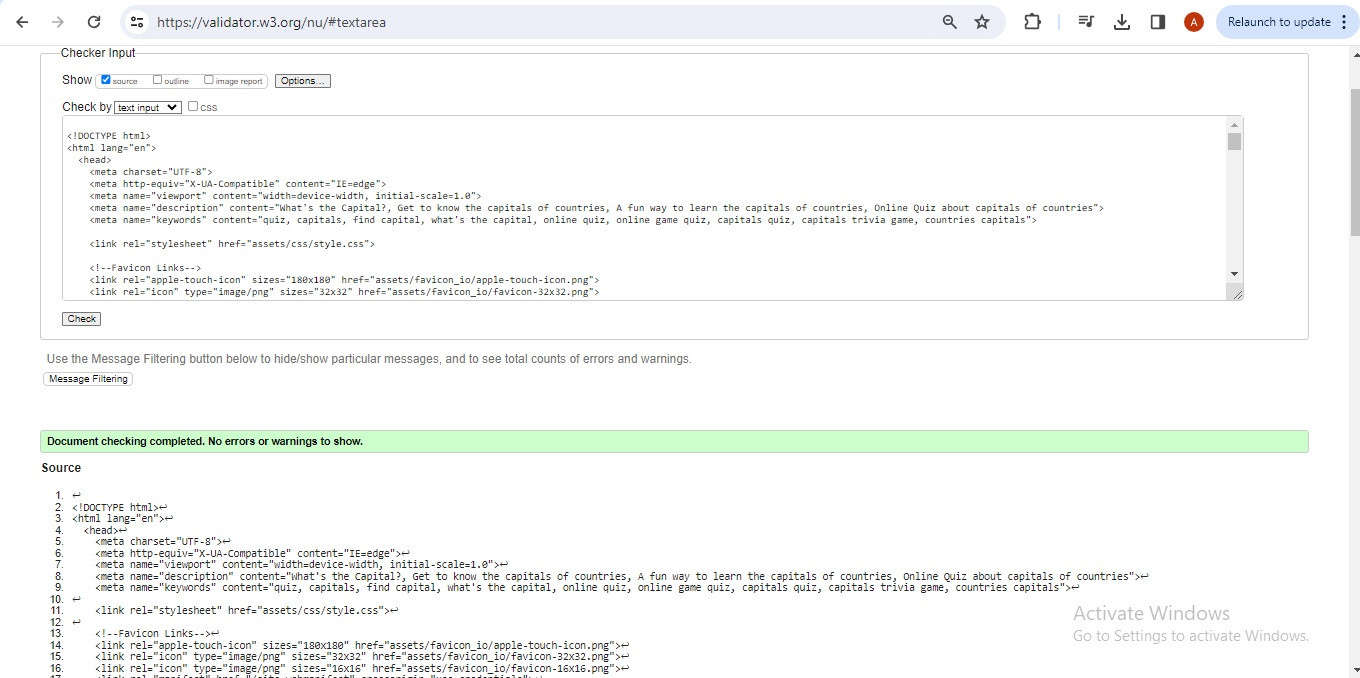 https://validator.w3.org/nu/#textarea
A
Relaunch to update
Checker Input
Show source outline image report Options...
Check by text input css
<!DOCTYPE html>
<html lang="en">
<head>
<meta charset="UTF-8">
<meta http-equiv="X-UA-Compatible" content="IE=edge">
<meta name="viewport" content="width=device-width, initial-scale=1.0">
<meta name="description" content="What's the Capital?, Get to know the capitals of countries, A fun way to learn the capitals of countries, Online Quiz about capitals of countries">
<meta name="keywords" content="quiz, capitals, find capital, what's the capital, online quiz, online game quiz, capitals quiz, capitals trivia game, countries capitals">
<link rel="stylesheet" href="assets/css/style.css">
<!--Favicon Links-->
<link rel="apple-touch-icon" sizes="180x180" href="assets/favicon_io/apple-touch-icon.png">
<link rel="icon" type="image/png" sizes="32x32" href="assets/favicon_io/favicon-32x32.png">
Check
Use the Message Filtering button below to hide/show particular messages, and to see total counts of errors and warnings.
Message Filtering
Document checking completed. No errors or warnings to show.
Source
1. ↩
2. <!DOCTYPE html>↩
3. <html lang="en">↩
4. <head>↩
5. <meta charset="UTF-8">↩
6. <meta http-equiv="X-UA-Compatible" content="IE=edge">↩
7. <meta name="viewport" content="width=device-width, initial-scale=1.0">↩
8. <meta name="description" content="What's the Capital?, Get to know the capitals of countries, A fun way to learn the capitals of countries, Online Quiz about capitals of countries">↩
9. <meta name="keywords" content="quiz, capitals, find capital, what's the capital, online quiz, online game quiz, capitals quiz, capitals trivia game, countries capitals">↩
10. ↩
11. <link rel="stylesheet" href="assets/css/style.css">↩
12. ↩
13. <!--Favicon Links-->↩
14. <link rel="apple-touch-icon" sizes="180x180" href="assets/favicon_io/apple-touch-icon.png">↩
15. <link rel="icon" type="image/png" sizes="32x32" href="assets/favicon_io/favicon-32x32.png">↩
16. <link rel="icon" type="image/png" sizes="16x16" href="assets/favicon_io/favicon-16x16.png">↩
Activate Windows
Go to Settings to activate Windows.